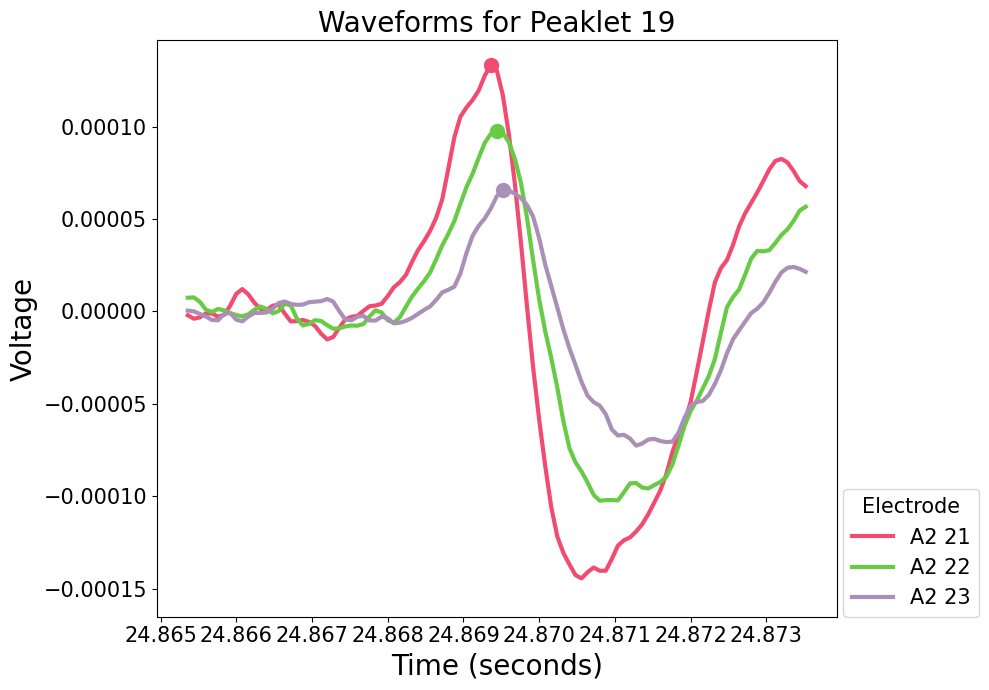 Waveforms for Peaklet 19
Voltage
0.00010
0.00005
0.00000
−0.00005
−0.00010
−0.00015
24.865 24.866 24.867 24.868 24.869 24.870 24.871 24.872 24.873
Time (seconds)
Electrode
A2 21
A2 22
A2 23